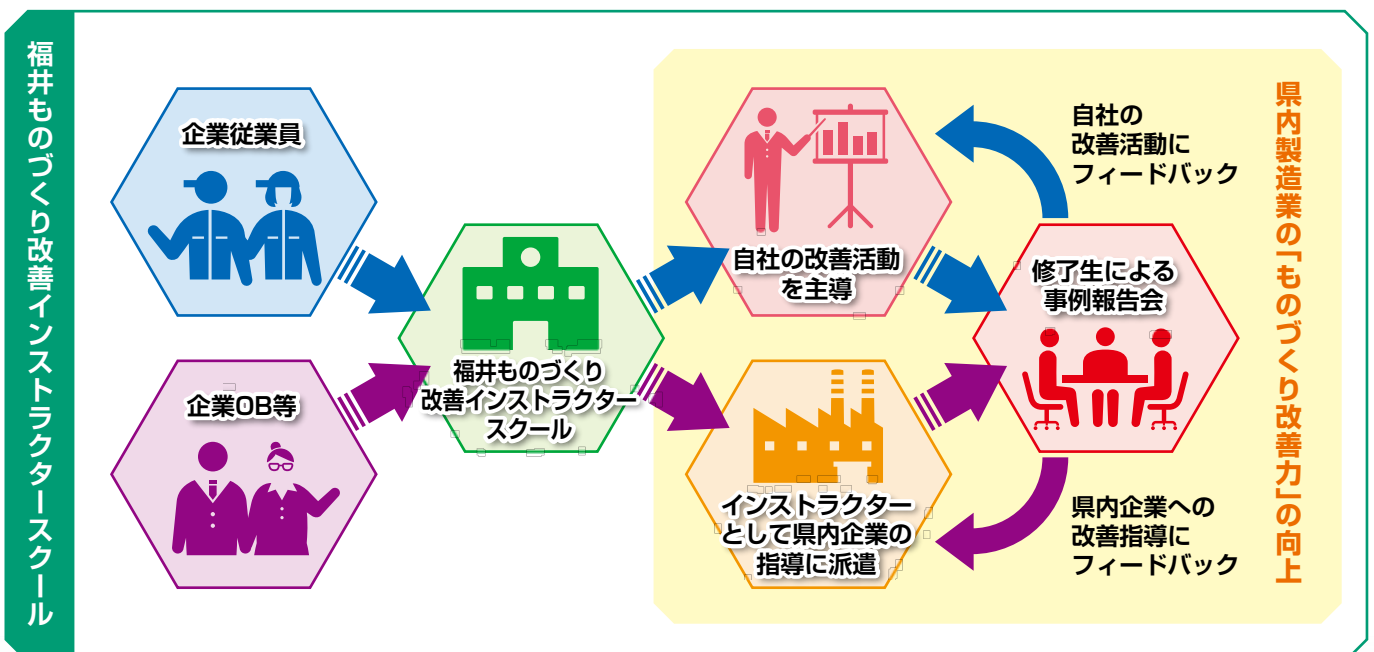 福井ものづくり改善インストラクタースクール
企業従業員
企業OB等
福井ものづくり
改善インストラクター
スクール
自社の改善活動
を主導
インストラクター
として県内企業の
指導に派遣
修了生による
事例報告会
自社の
改善活動に
フィードバック
県内企業への
改善指導に
フィードバック
県内製造業の「ものづくり改善力」の向上